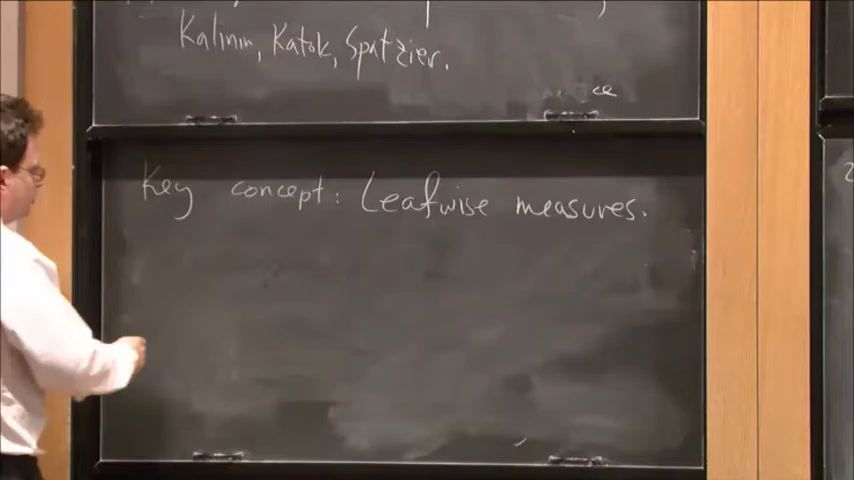 Kalinin, Katok, Spatzier.
Key concept: Leafwise measures.